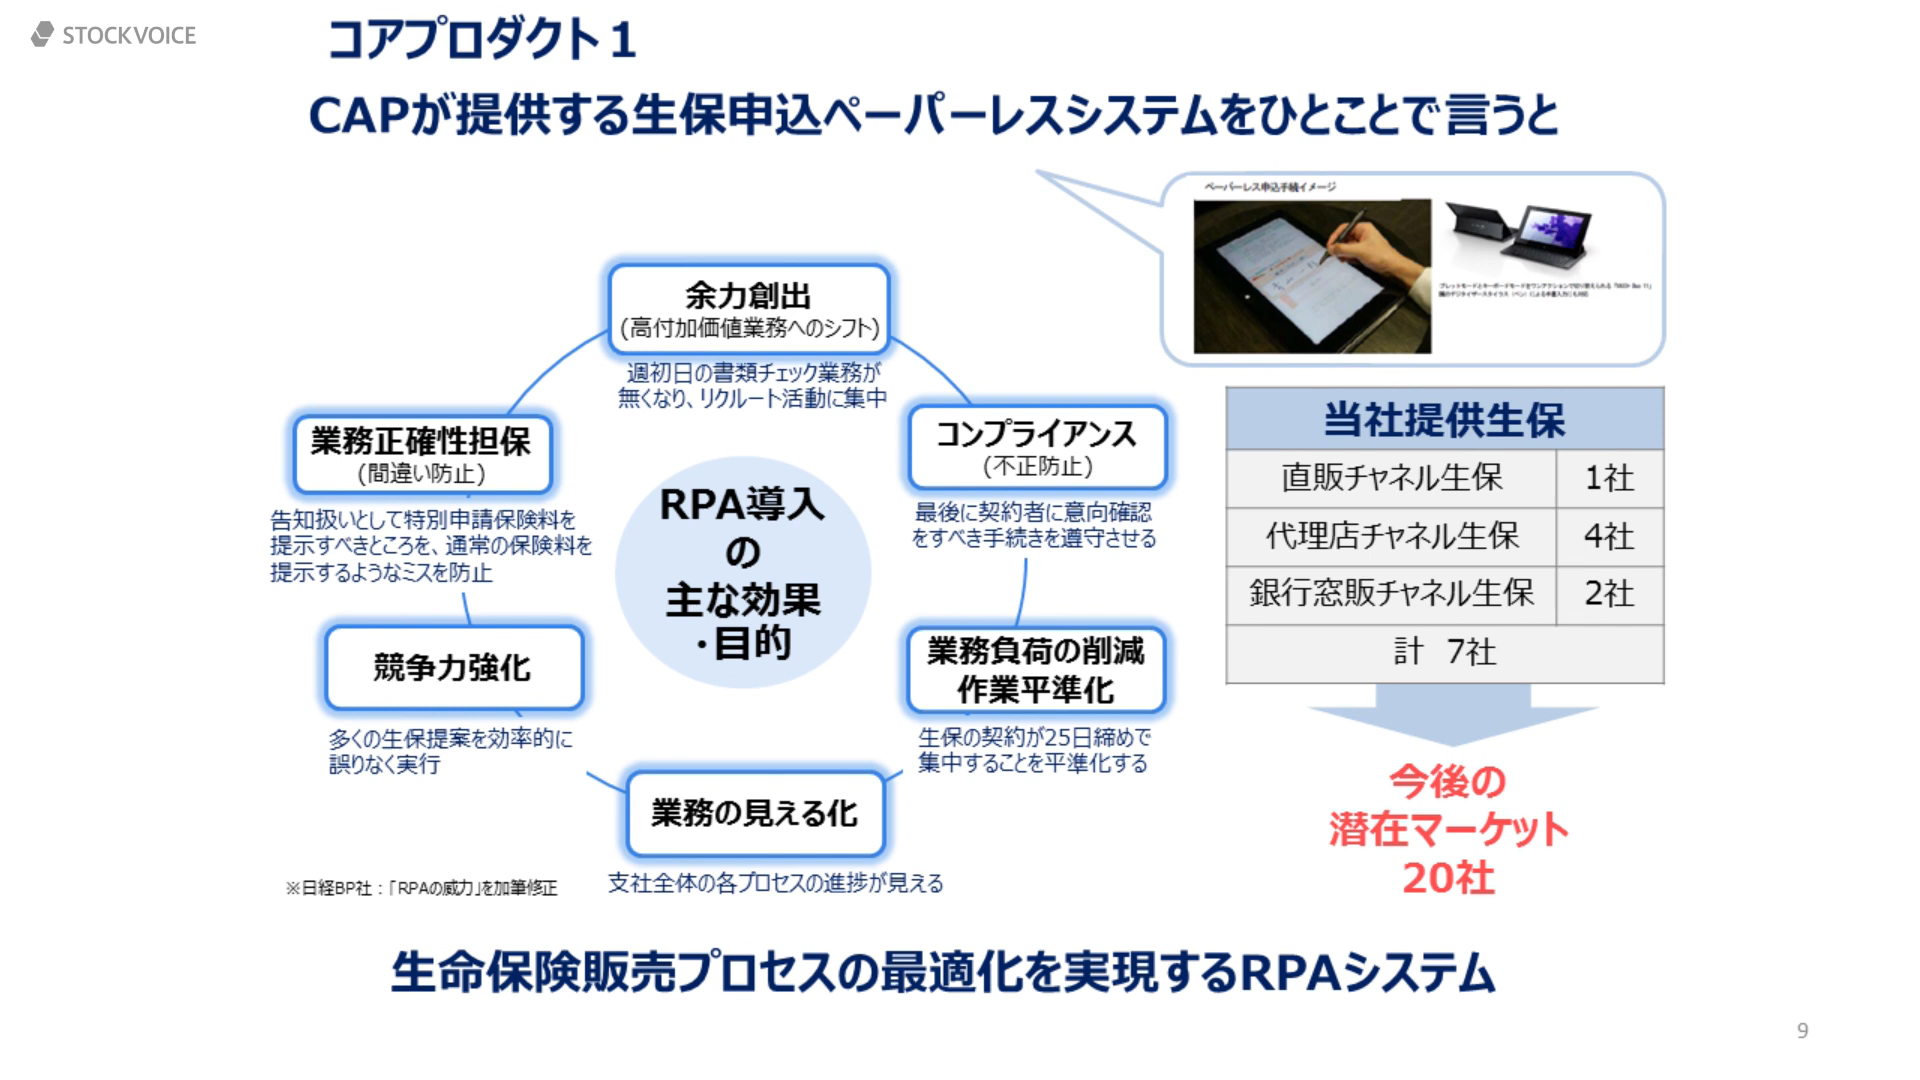 STOCKVOICE
コアプロダクト1
CAPが提供する生保申込ペーパーレスシステムをひとことで言うと
ペーパーレス申込手続イメージ
余力創出
(高付加価値業務へのシフト)
週初日の書類チェック業務が
無くなり、リクルート活動に集中
コンプライアンス
(不正防止)
最後に契約者に意向確認
をすべき手続きを遵守させる
業務負荷の削減
作業平準化
生保の契約が25日締めで
集中することを平準化する
業務の見える化
支社全体の各プロセスの進捗が見える
競争力強化
多くの生保提案を効率的に
誤りなく実行
業務正確性担保
(間違い防止)
告知扱いとして特別申請保険料を
提示すべきところを、通常の保険料を
提示するようなミスを防止
RPA導入
の
主な効果
・目的
※日経BP社：「RPAの威力」を加筆修正
当社提供生保
直販チャネル生保 1社
代理店チャネル生保 4社
銀行窓販チャネル生保 2社
計 7社
今後の
潜在マーケット
20社
生命保険販売プロセスの最適化を実現するRPAシステム
9